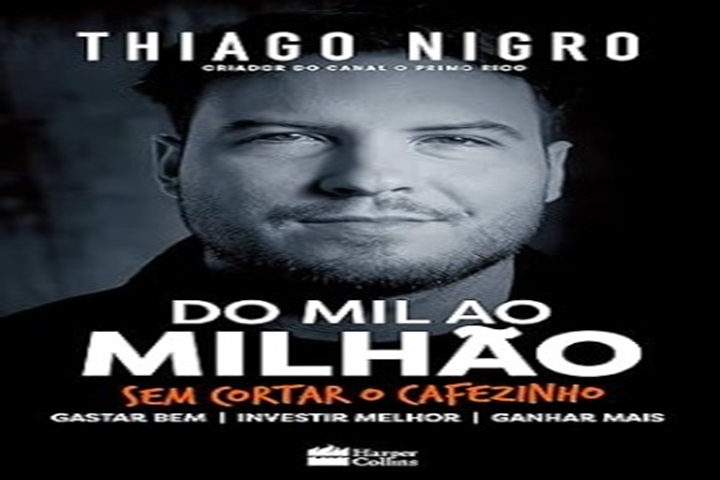 THIAGO NIGRO
CRIADOR DO CANAL O PRIMO RICO
DO MIL AO
MILHÃO
SEM CORTAR O CAFEZINHO
GASTAR BEM | INVESTIR MELHOR | GANHAR MAIS
Harper
Collins